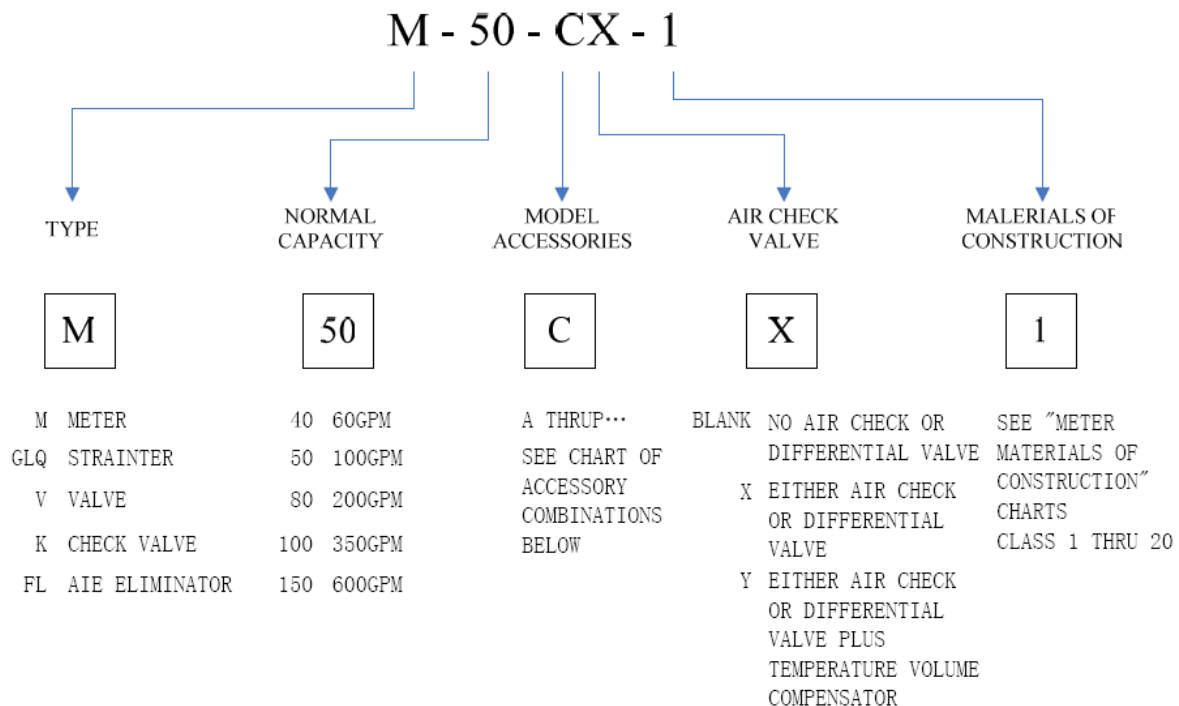 M - 50 - CX - 1
TYPE
NORMAL
CAPACITY
MODEL
ACCESSORIES
AIR CHECK
VALVE
MALERIALS OF
CONSTRUCTION
M
50
C
X
1
M METER
GLQ STRAINTER
V VALVE
K CHECK VALVE
FL AIE ELIMINATOR
40 60GPM
50 100GPM
80 200GPM
100 350GPM
150 600GPM
A THRUP…
SEE CHART OF
ACCESSORY
COMBINATIONS
BELOW
BLANK NO AIR CHECK OR
DIFFERENTIAL VALVE
X EITHER AIR CHECK
OR DIFFERENTIAL
VALVE
Y EITHER AIR CHECK
OR DIFFERENTIAL
VALVE PLUS
TEMPERATURE VOLUME
COMPENSATOR
SEE "METER
MATERIALS OF
CONSTRUCTION"
CHARTS
CLASS 1 THRU 20